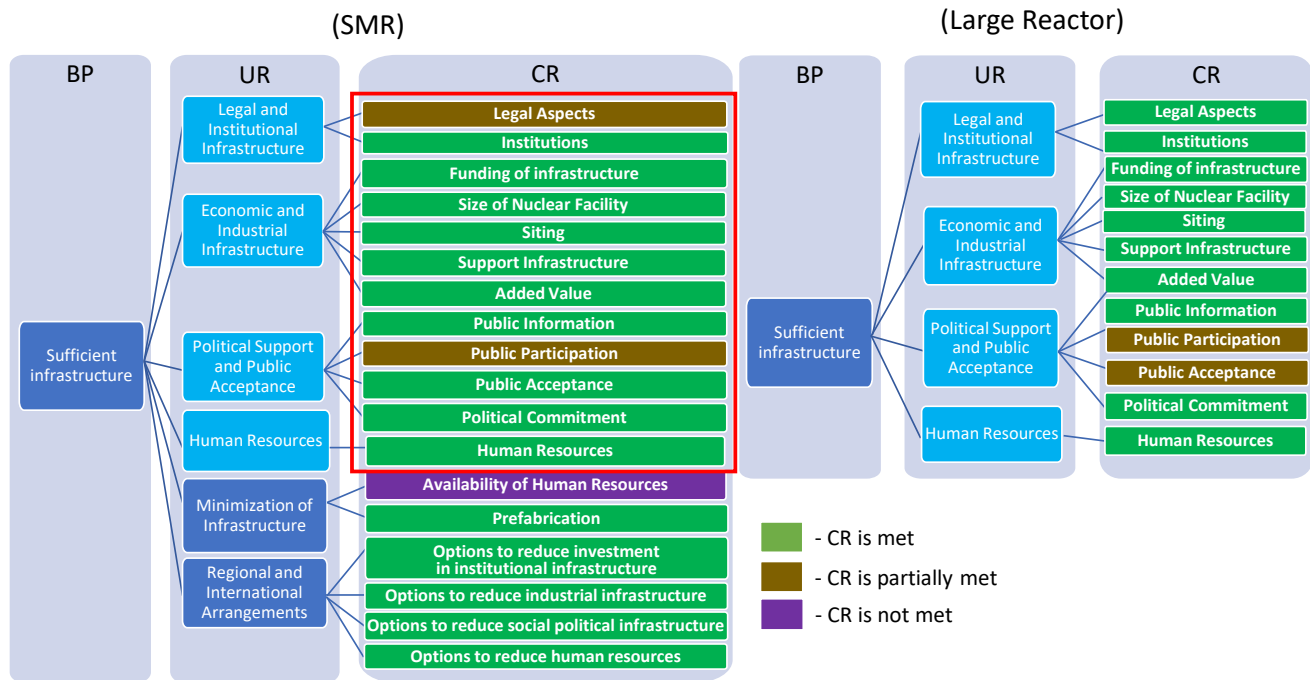 (SMR)
BP
UR
CR
Sufficient
infrastructure
Legal and
Institutional
Infrastructure
Economic and
Industrial
Infrastructure
Political Support
and Public
Acceptance
Human Resources
Minimization of
Infrastructure
Regional and
International
Arrangements
Legal Aspects
Institutions
Funding of infrastructure
Size of Nuclear Facility
Siting
Support Infrastructure
Added Value
Public Information
Public Participation
Public Acceptance
Political Commitment
Human Resources
Availability of Human Resources
Prefabrication
Options to reduce investment
in institutional infrastructure
Options to reduce industrial infrastructure
Options to reduce social political infrastructure
Options to reduce human resources
(Large Reactor)
BP
UR
CR
Sufficient
infrastructure
Legal and
Institutional
Infrastructure
Economic and
Industrial
Infrastructure
Political Support
and Public
Acceptance
Human Resources
Legal Aspects
Institutions
Funding of infrastructure
Size of Nuclear Facility
Siting
Support Infrastructure
Added Value
Public Information
Public Participation
Public Acceptance
Political Commitment
Human Resources
- CR is met
- CR is partially met
- CR is not met